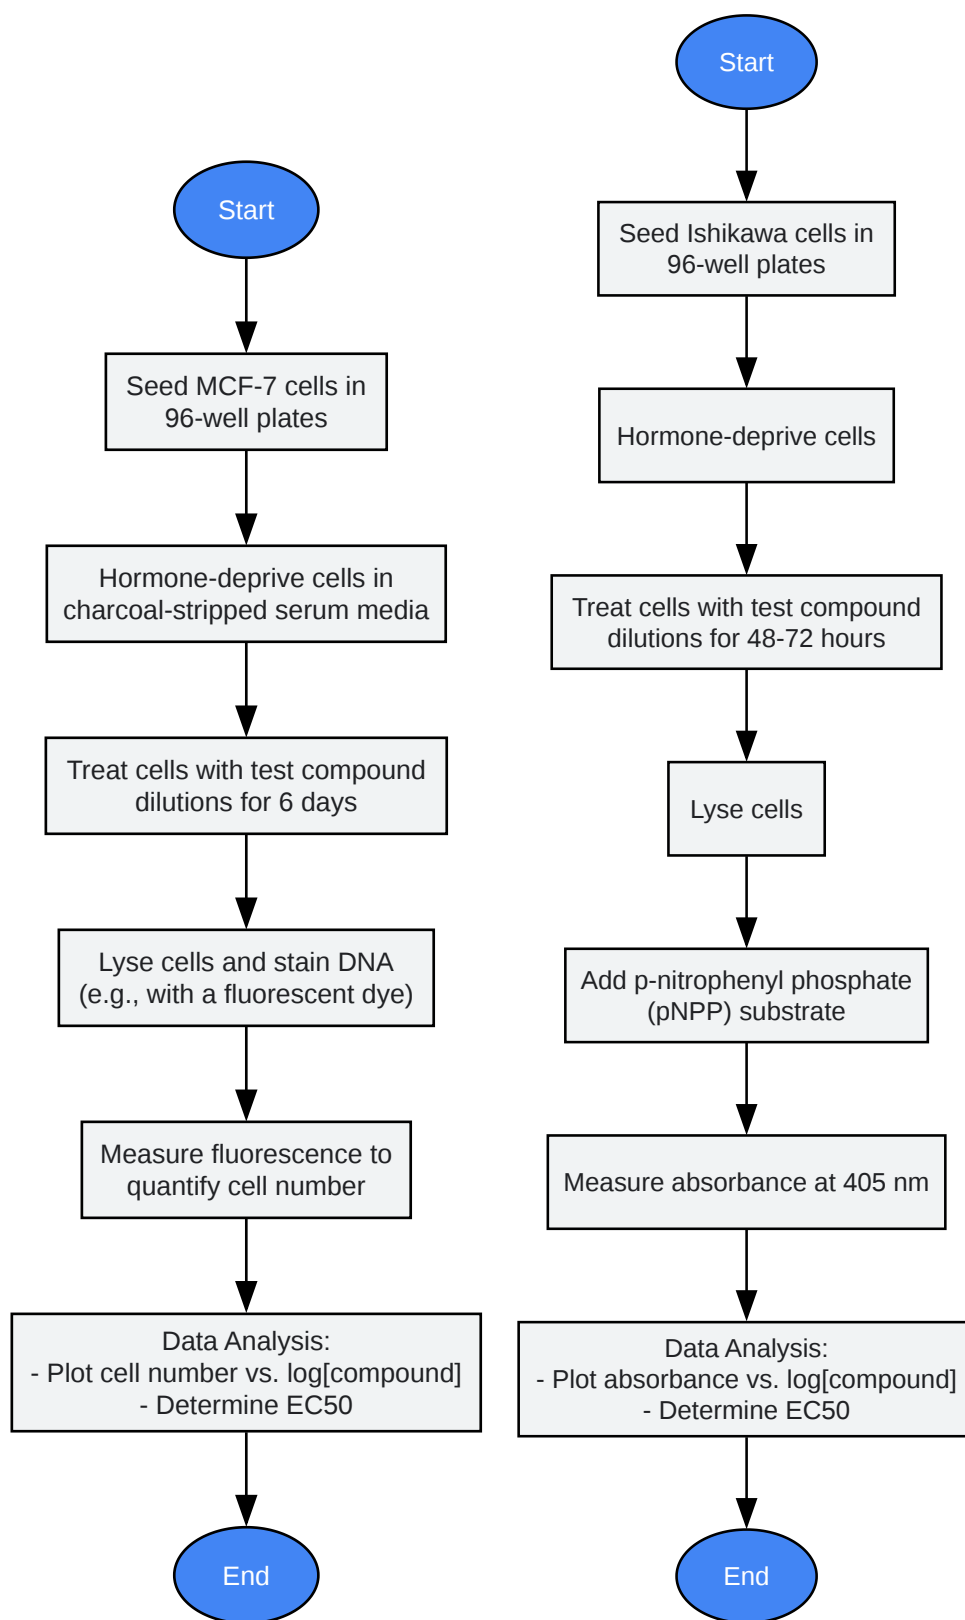 Start
Seed MCF-7 cells in
96-well plates
Hormone-deprive cells in
charcoal-stripped serum media
Treat cells with test compound
dilutions for 6 days
Lyse cells and stain DNA
(e.g., with a fluorescent dye)
Measure fluorescence to
quantify cell number
Data Analysis:
- Plot cell number vs. log[compound]
- Determine EC50
End
Start
Seed Ishikawa cells in
96-well plates
Hormone-deprive cells
Treat cells with test compound
dilutions for 48-72 hours
Lyse cells
Add p-nitrophenyl phosphate
(pNPP) substrate
Measure absorbance at 405 nm
Data Analysis:
- Plot absorbance vs. log[compound]
- Determine EC50
End